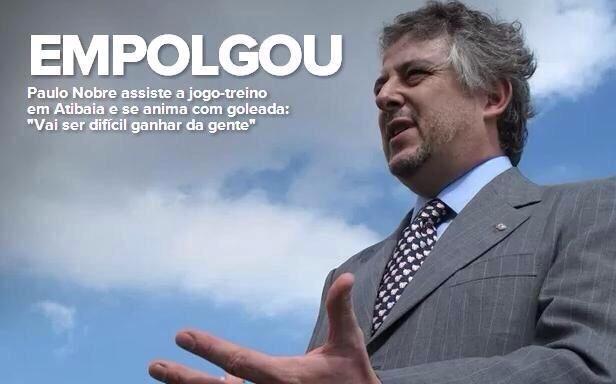 EMPOLGOU
Paulo Nobre assiste a jogo-treino
em Atibaia e se anima com goleada:
"Vai ser difícil ganhar da gente"